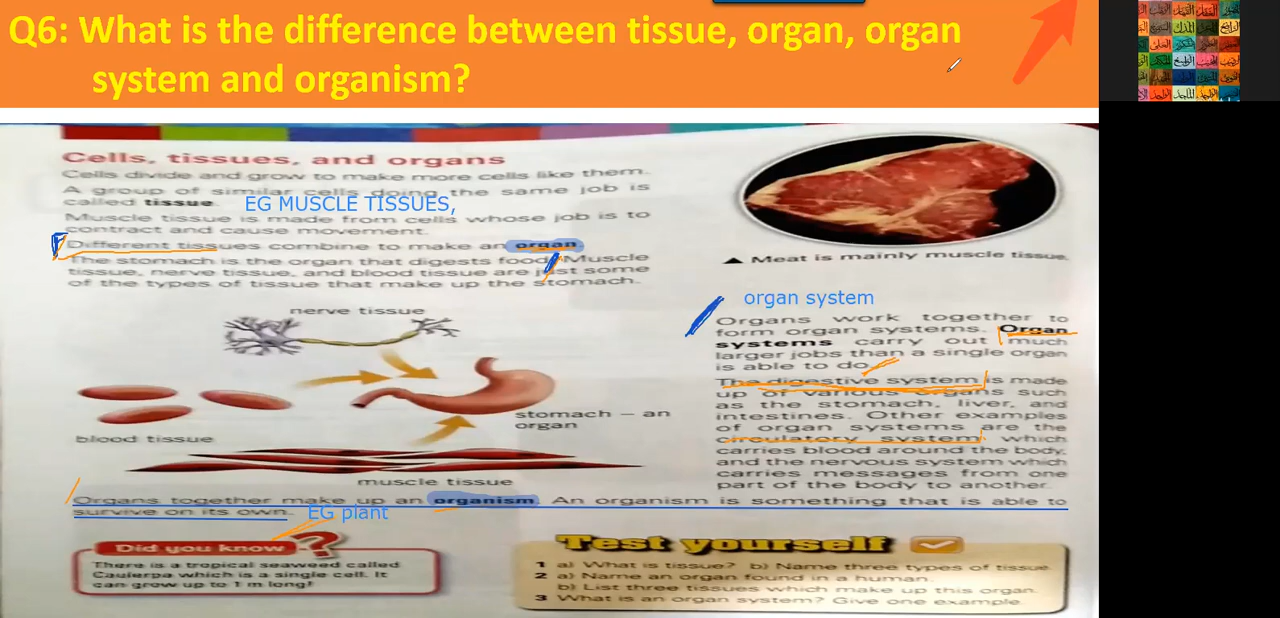 Q6: What is the difference between tissue, organ, organ
system and organism?
Cells, tissues, and organs
Cells divide and grow to make more cells like them.
A group of similar cells doing the same job is
called tissue.
EG MUSCLE TISSUES,
Muscle tissue is made from cells whose job is to
contract and cause movement.
Different tissues combine to make an organ
The stomach is the organ that digests food. Muscle
tissue, nerve tissue, and blood tissue are just some
of the types of tissue that make up the stomach.
nerve tissue
blood tissue
stomach – an
organ
muscle tissue
Meat is mainly muscle tissue.
organ system
Organs work together to
form organ systems. Organ
systems carry out much
larger jobs than a single organ
is able to do.
The digestive system is made
up of various organs such
as the stomach, liver, and
intestines. Other examples
of organ systems are the
circulatory system which
carries blood around the body,
and the nervous system which
carries messages from one
part of the body to another.
Organs together make up an organism. An organism is something that is able to
survive on its own.
EG plant
Did you know ?
There is a tropical seaweed called
Caulerpa which is a single cell. It
can grow up to 1 m long!
Test yourself
1 a) What is tissue? b) Name three types of tissue.
2 a) Name an organ found in a human.
b) List three tissues which make up this organ.
3 What is an organ system? Give one example.